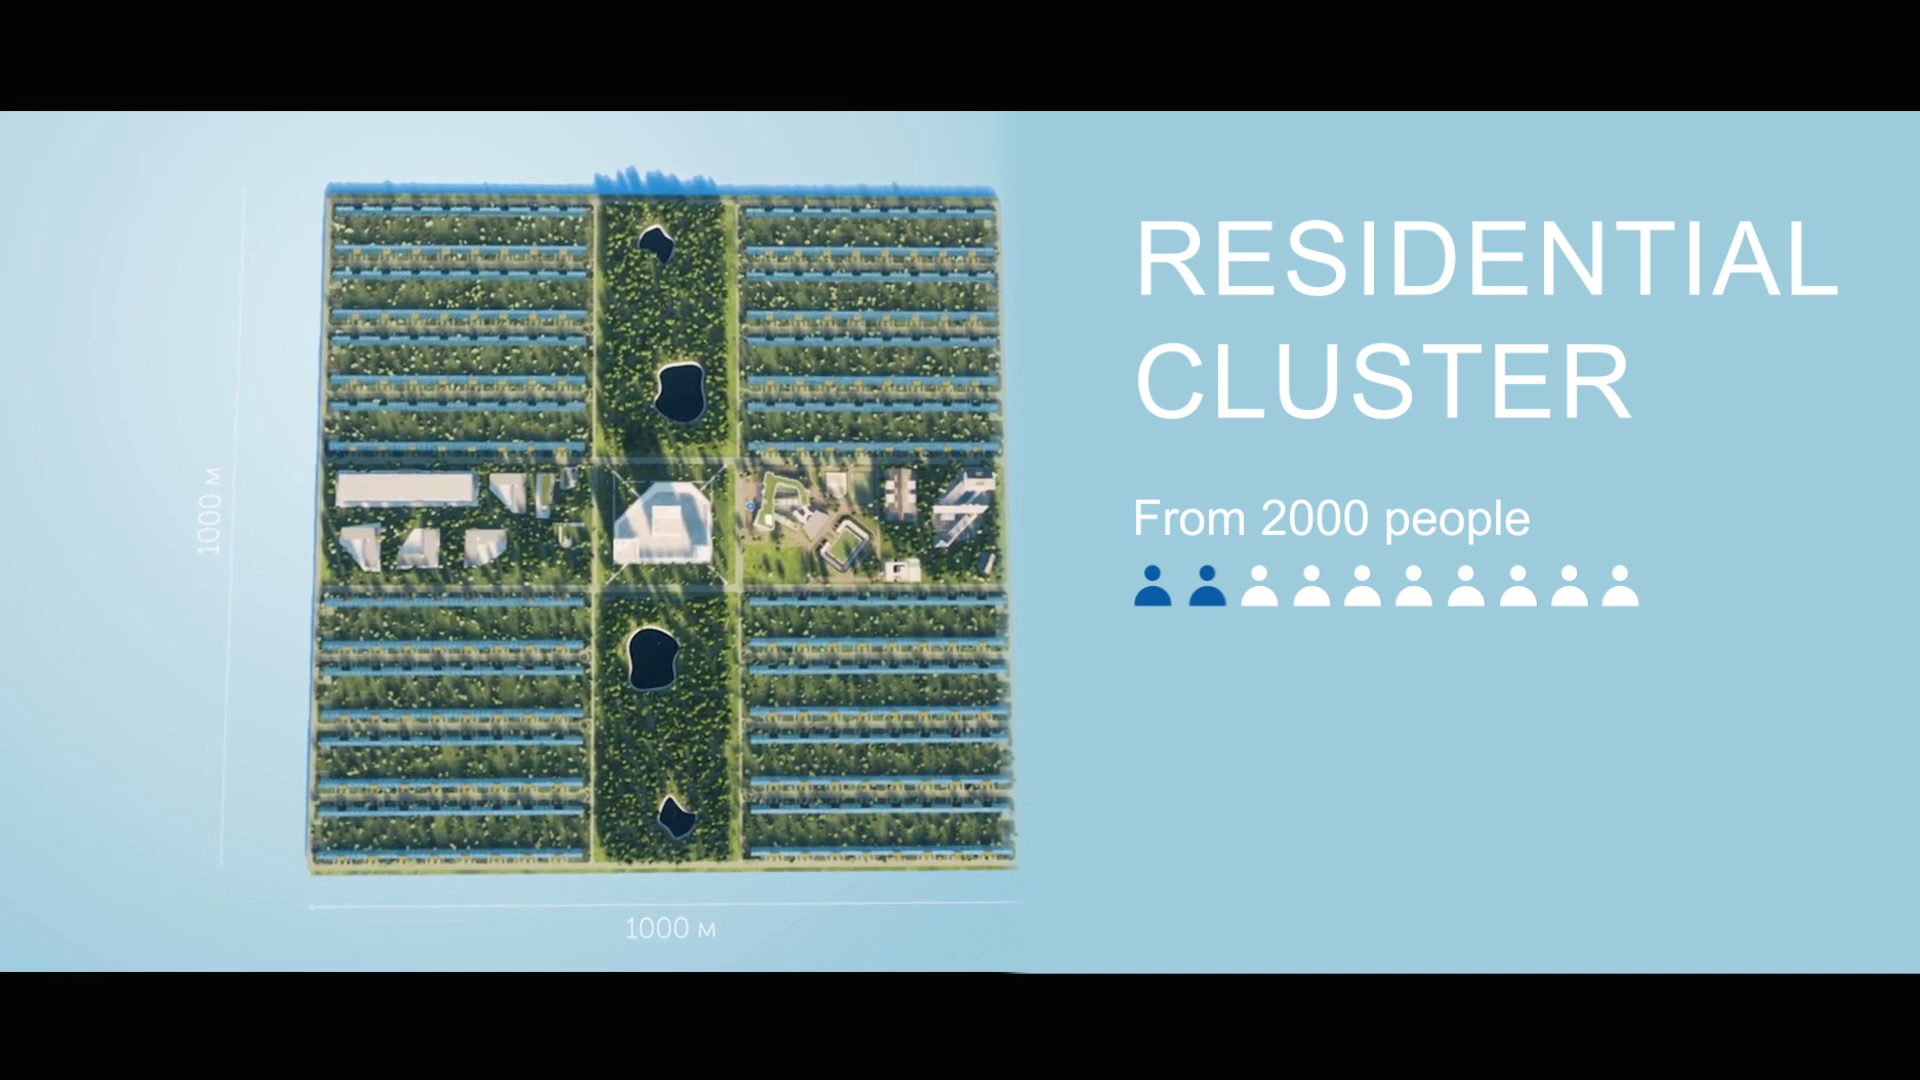 RESIDENTIAL
CLUSTER
From 2000 people
1000 м
1000 м